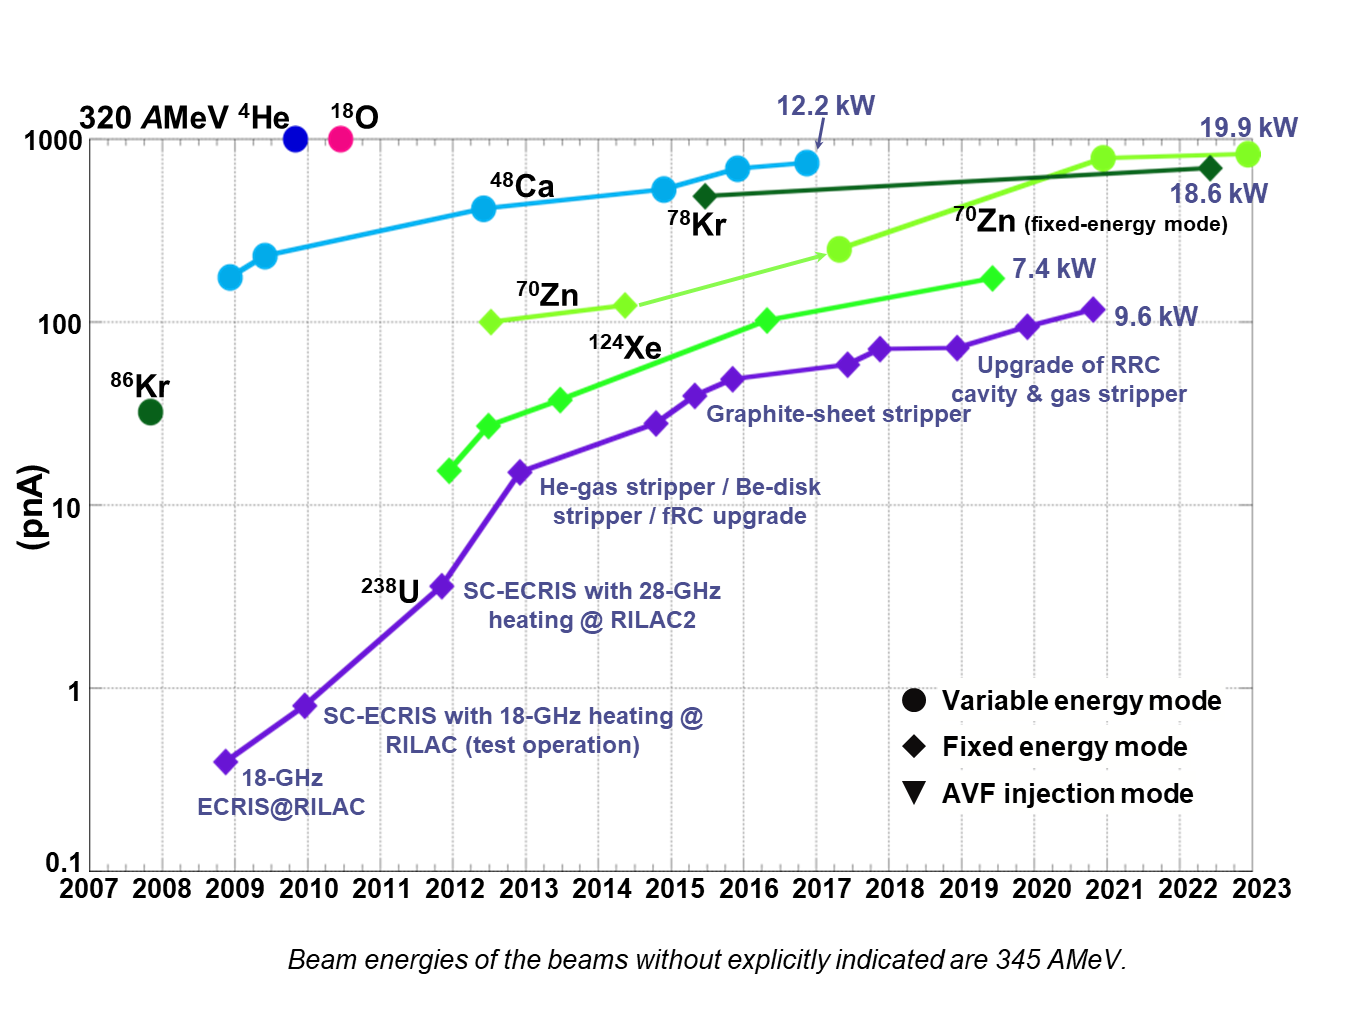 12.2 kW
320 AMeV ⁴He
¹⁸O
19.9 kW
1000
⁴⁸Ca
18.6 kW
⁷⁸Kr
⁷⁰Zn (fixed-energy mode)
7.4 kW
⁷⁰Zn
100
9.6 kW
¹²⁴Xe
Upgrade of RRC
cavity & gas stripper
⁸⁶Kr
Graphite-sheet stripper
(pnA)
10
He-gas stripper / Be-disk
stripper / fRC upgrade
²³⁸U
SC-ECRIS with 28-GHz
heating @ RILAC2
1
SC-ECRIS with 18-GHz heating @
RILAC (test operation)
18-GHz
ECRIS@RILAC
Variable energy mode
Fixed energy mode
AVF injection mode
0.1
2007 2008 2009 2010 2011 2012 2013 2014 2015 2016 2017 2018 2019 2020 2021 2022 2023
Beam energies of the beams without explicitly indicated are 345 AMeV.